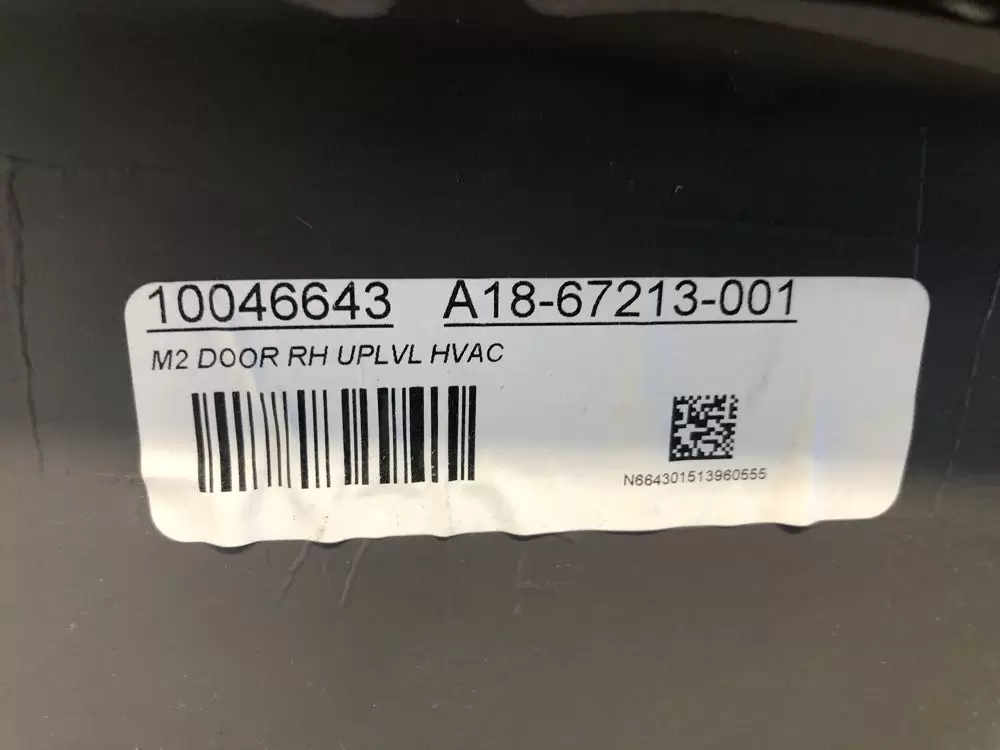 10046643 A18-67213-001
M2 DOOR RH UPLVL HVAC
N664301513960555